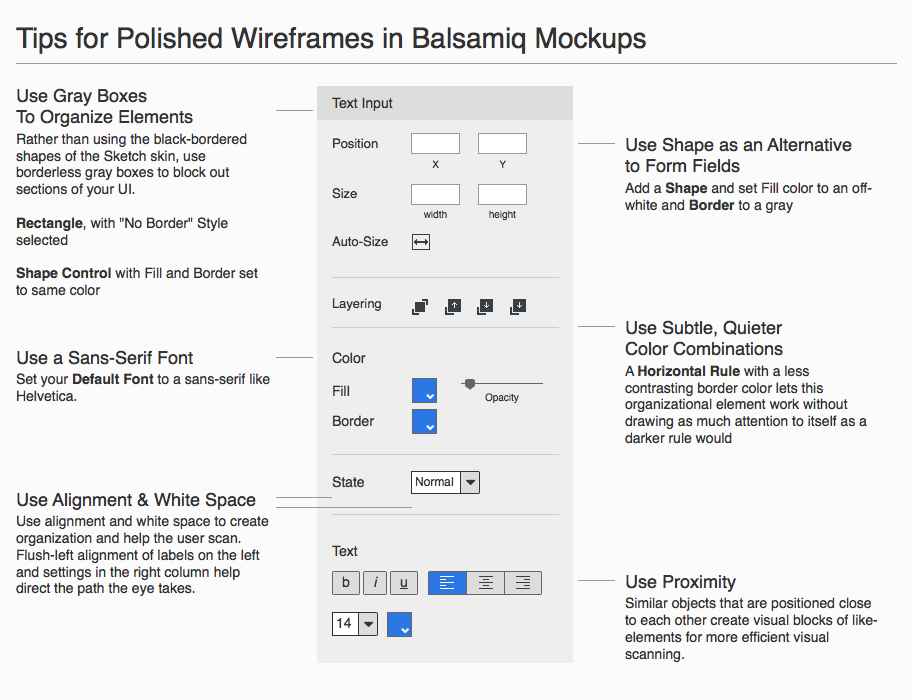 Tips for Polished Wireframes in Balsamiq Mockups
Use Gray Boxes
To Organize Elements
Rather than using the black-bordered
shapes of the Sketch skin, use
borderless gray boxes to block out
sections of your UI.
Rectangle, with "No Border" Style
selected
Shape Control with Fill and Border set
to same color
Use a Sans-Serif Font
Set your Default Font to a sans-serif like
Helvetica.
Use Alignment & White Space
Use alignment and white space to create
organization and help the user scan.
Flush-left alignment of labels on the left
and settings in the right column help
direct the path the eye takes.
Text Input
Position
X Y
Size
width height
Auto-Size
Layering
Color
Fill
Opacity
Border
State Normal
Text
b i u
14
Use Shape as an Alternative
to Form Fields
Add a Shape and set Fill color to an off-
white and Border to a gray
Use Subtle, Quieter
Color Combinations
A Horizontal Rule with a less
contrasting border color lets this
organizational element work without
drawing as much attention to itself as a
darker rule would
Use Proximity
Similar objects that are positioned close
to each other create visual blocks of like-
elements for more efficient visual
scanning.